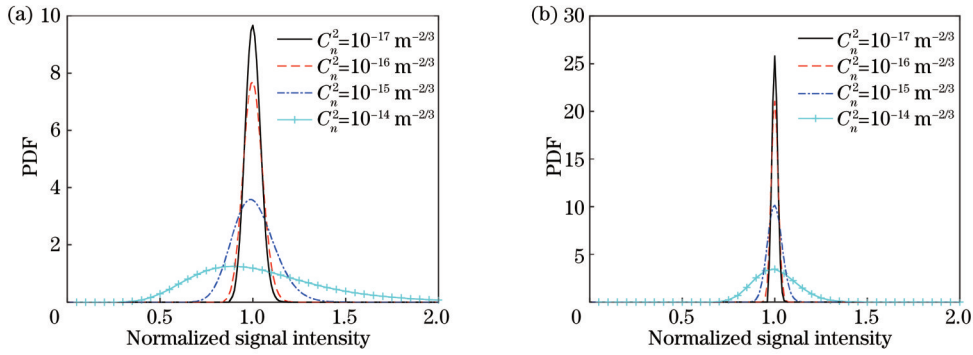 (a)
10
8
6
4
2
0
0.5
1.0
1.5
2.0
PDF
Normalized signal intensity
C_n^2=10^-17 m^-2/3
C_n^2=10^-16 m^-2/3
C_n^2=10^-15 m^-2/3
C_n^2=10^-14 m^-2/3
(b)
30
25
20
15
10
5
0
0.5
1.0
1.5
2.0
PDF
Normalized signal intensity
C_n^2=10^-17 m^-2/3
C_n^2=10^-16 m^-2/3
C_n^2=10^-15 m^-2/3
C_n^2=10^-14 m^-2/3